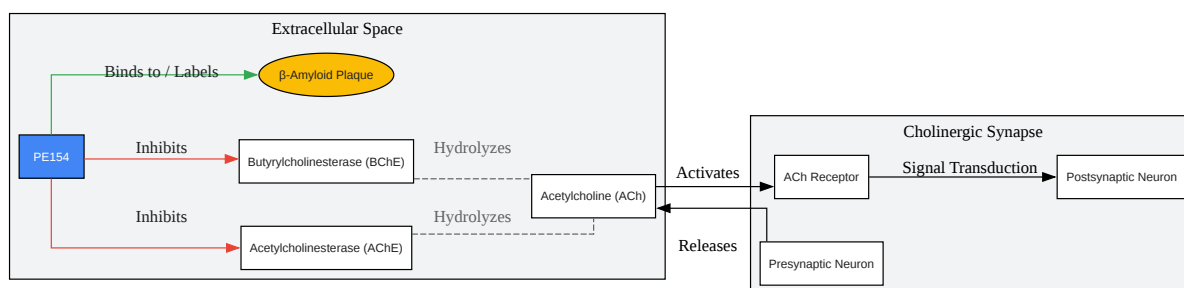 Extracellular Space
Binds to / Labels
β-Amyloid Plaque
PE154
Inhibits
Butyrylcholinesterase (BChE)
Hydrolyzes
Inhibits
Acetylcholinesterase (AChE)
Hydrolyzes
Acetylcholine (ACh)
Activates
Releases
Cholinergic Synapse
ACh Receptor
Signal Transduction
Postsynaptic Neuron
Presynaptic Neuron